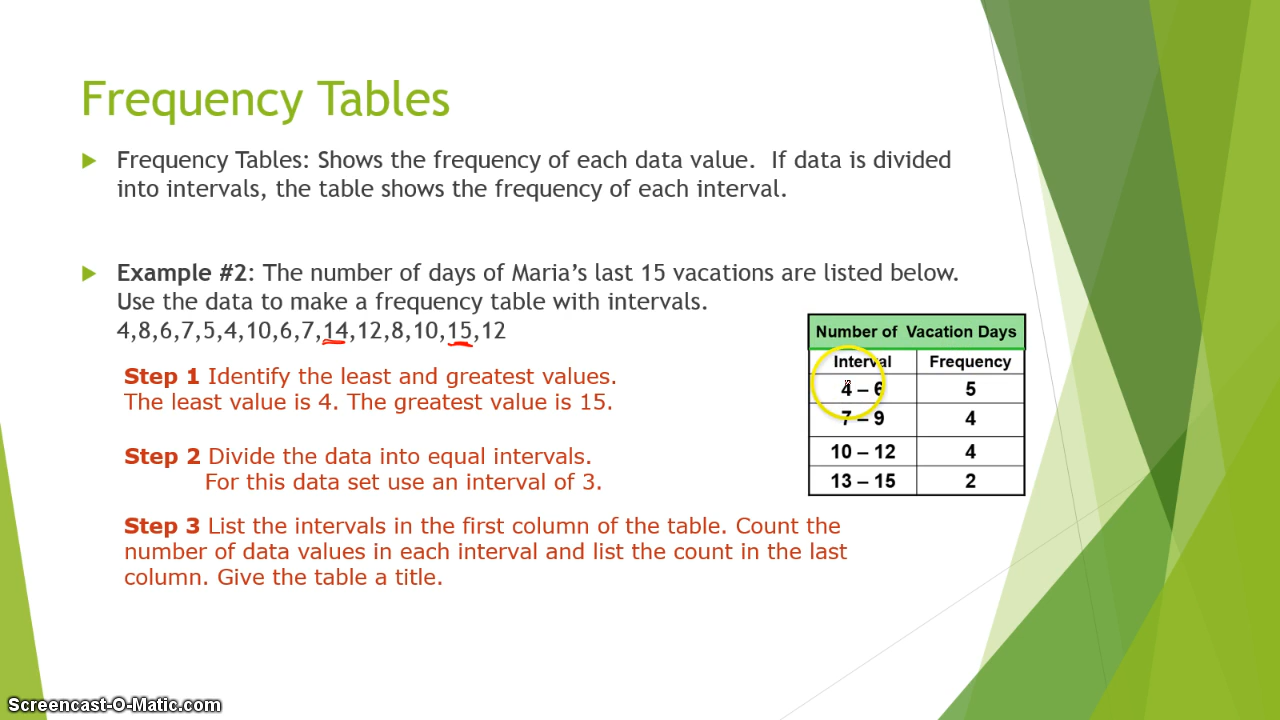 Frequency Tables
Frequency Tables: Shows the frequency of each data value.  If data is divided
into intervals, the table shows the frequency of each interval.
Example #2: The number of days of Maria’s last 15 vacations are listed below.
Use the data to make a frequency table with intervals.
4,8,6,7,5,4,10,6,7,14,12,8,10,15,12
Step 1 Identify the least and greatest values.
The least value is 4. The greatest value is 15.
Step 2 Divide the data into equal intervals.
For this data set use an interval of 3.
Step 3 List the intervals in the first column of the table. Count the
number of data values in each interval and list the count in the last
column. Give the table a title.
Number of  Vacation Days
Interval Frequency
4 – 6 5
7 – 9 4
10 – 12 4
13 – 15 2
Screencast-O-Matic.com